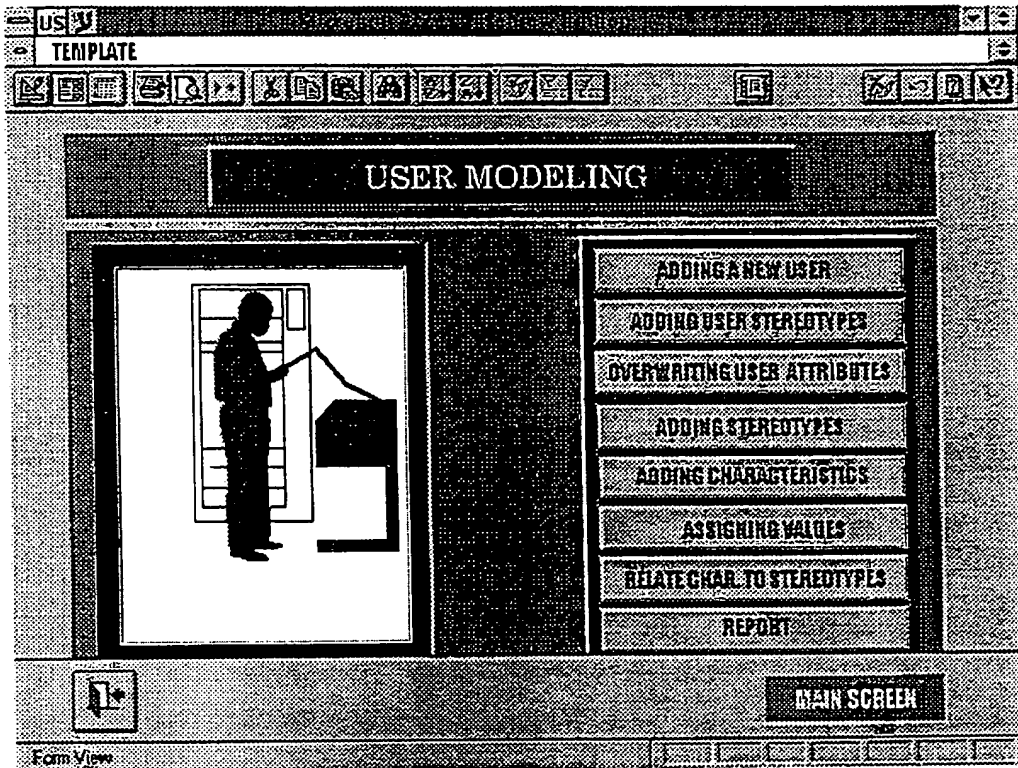 US
TEMPLATE
USER MODELING
ADDING A NEW USER
ADDING USER STEREOTYPES
OVERWRITING USER ATTRIBUTES
ADDING STEREOTYPES
ADDING CHARACTERISTICS
ASSIGNING VALUES
RELATE CHAR. TO STEREOTYPES
REPORT
MAIN SCREEN
Form View